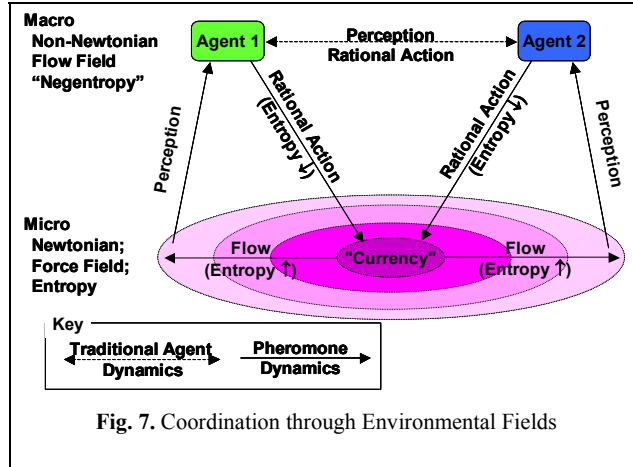 Macro
Non-Newtonian
Flow Field
“Negentropy”
Agent 1
Perception
Rational Action
Agent 2
Perception
Rational Action
(Entropy ↓)
Rational Action
(Entropy ↓)
Perception
Micro
Newtonian;
Force Field;
Entropy
Flow
(Entropy ↑)
"Currency"
Flow
(Entropy ↑)
Key
Traditional Agent
Dynamics
Pheromone
Dynamics
Fig. 7. Coordination through Environmental Fields